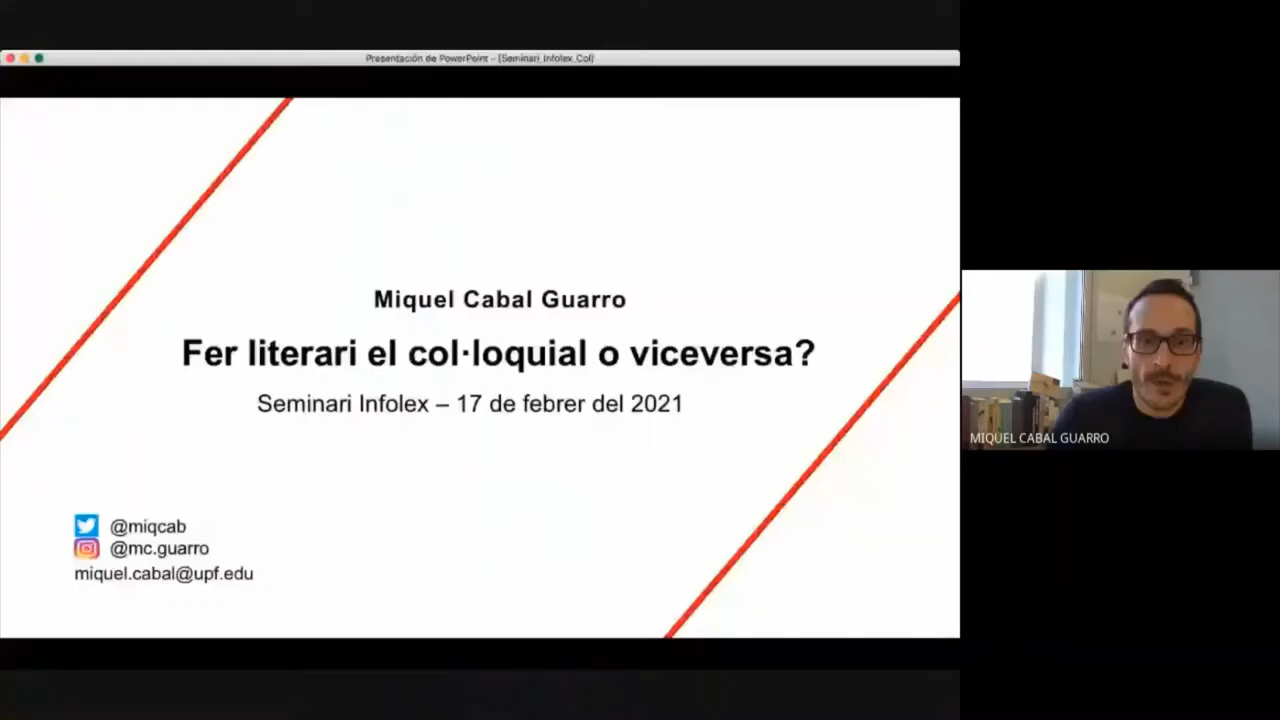 Presentación de PowerPoint - [Seminari_Infolex_Col]
Miquel Cabal Guarro
Fer literari el col·loquial o viceversa?
Seminari Infolex – 17 de febrer del 2021
@miqcab
@mc.guarro
miquel.cabal@upf.edu
MIQUEL CABAL GUARRO